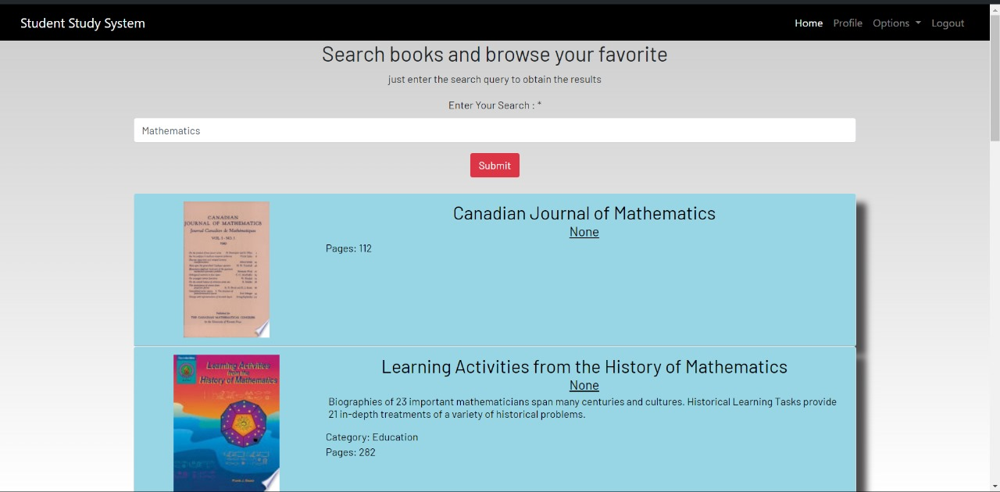 Student Study System
Home Profile Options Logout
Search books and browse your favorite
just enter the search query to obtain the results
Enter Your Search : *
Mathematics
Submit
CANADIAN
JOURNAL OF MATHEMATICS
Journal Canadien de Mathématiques
Canadian Journal of Mathematics
None
Pages: 112
Learning Activities
from the
History of Mathematics
Learning Activities from the History of Mathematics
None
Biographies of 23 important mathematicians span many centuries and cultures. Historical Learning Tasks provide
21 in-depth treatments of a variety of historical problems.
Category: Education
Pages: 282